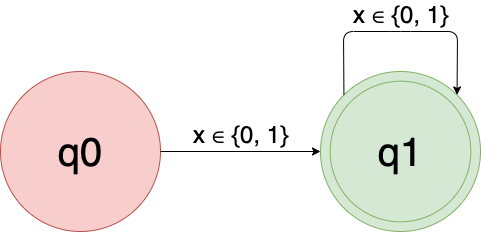 x ∈ {0, 1}
q0
x ∈ {0, 1}
q1